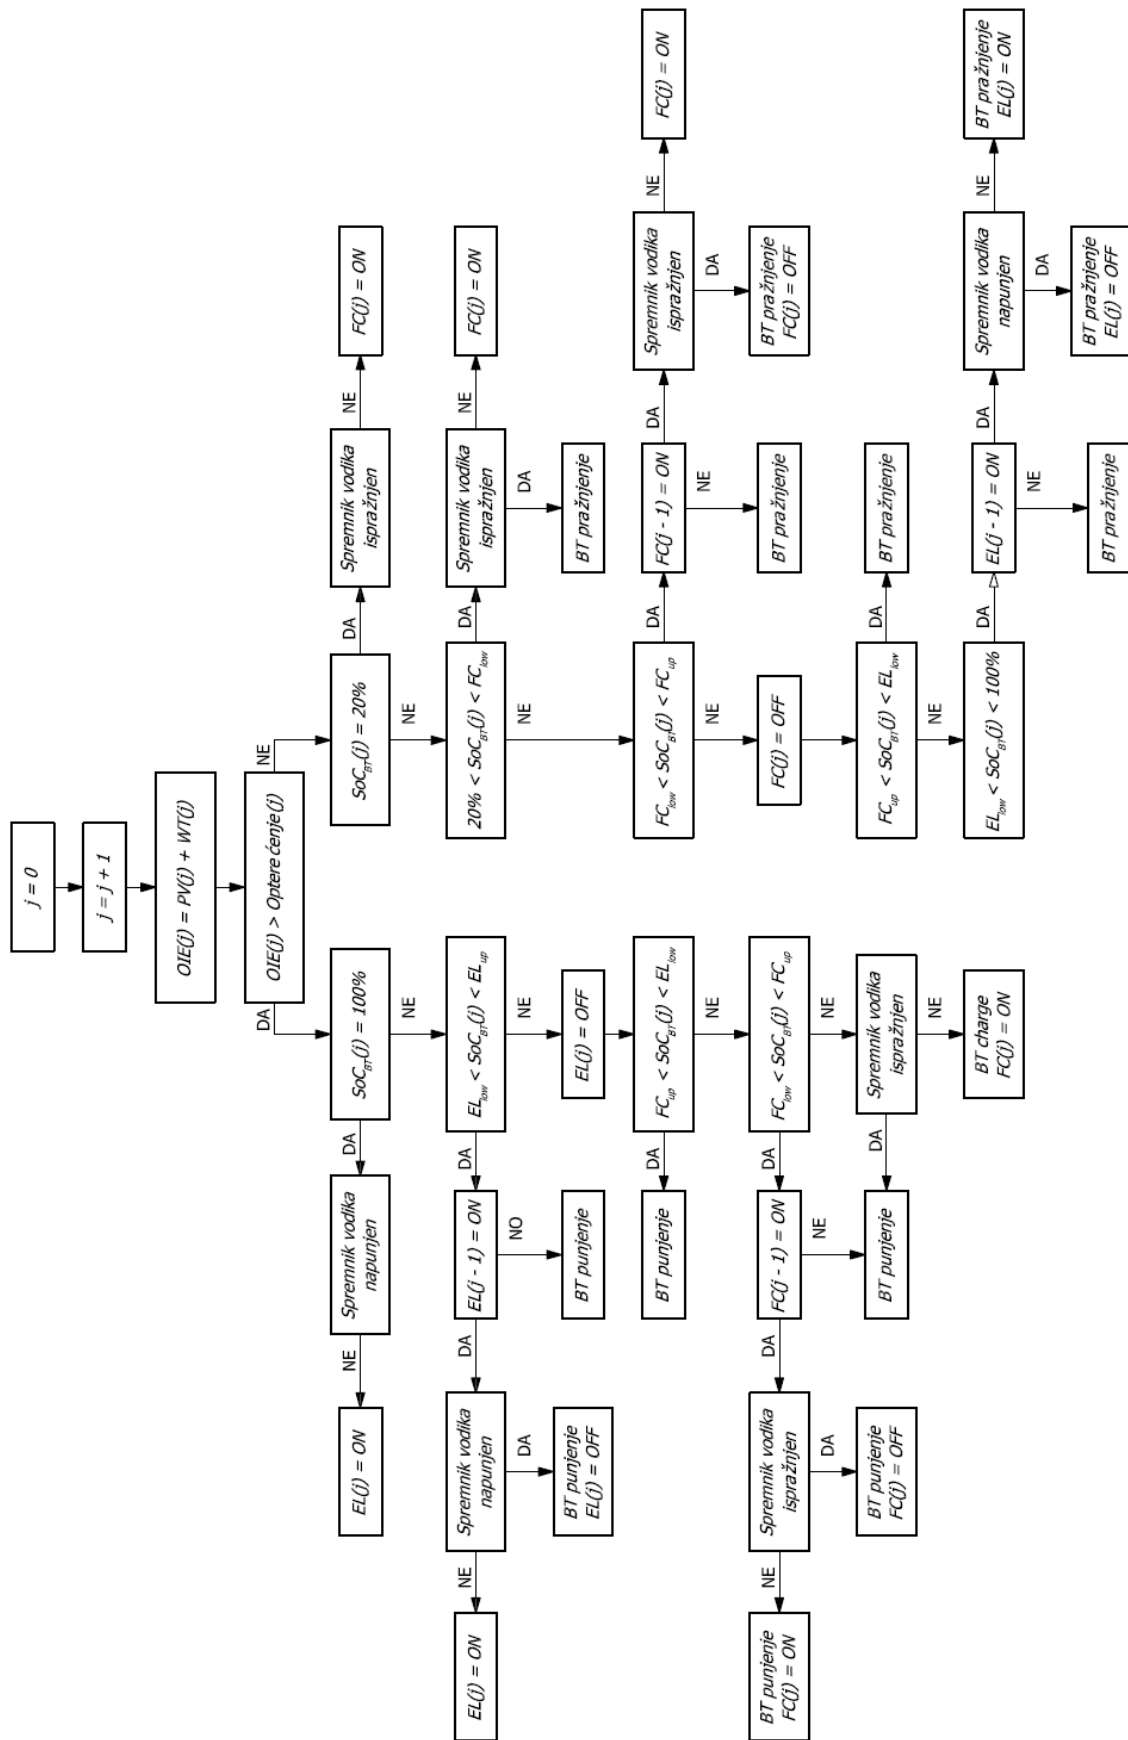 j = 0
j = j + 1
OIE(j) = PV(j) + WT(j)
OIE(j) > Optere ćenje(j)
DA
NE
SoC_BT(j) = 100%
DA
NE
Spremnik vodika
napunjen
NE
EL(j) = ON
EL_low < SoC_BT(j) < EL_up
DA
NE
EL(j - 1) = ON
DA
NO
BT punjenje
Spremnik vodika
napunjen
NE
DA
EL(j) = ON
BT punjenje
EL(j) = OFF
EL(j) = OFF
FC_up < SoC_BT(j) < EL_low
DA
NE
BT punjenje
FC_low < SoC_BT(j) < FC_up
DA
NE
FC(j - 1) = ON
DA
NE
BT punjenje
Spremnik vodika
ispražnjen
NE
DA
BT punjenje
FC(j) = ON
BT punjenje
FC(j) = OFF
Spremnik vodika
ispražnjen
DA
NE
BT charge
FC(j) = ON
SoC_BT(j) = 20%
DA
NE
Spremnik vodika
ispražnjen
NE
FC(j) = ON
20% < SoC_BT(j) < FC_low
DA
NE
Spremnik vodika
ispražnjen
NE
DA
FC(j) = ON
BT pražnjenje
FC_low < SoC_BT(j) < FC_up
DA
NE
FC(j - 1) = ON
DA
NE
BT pražnjenje
Spremnik vodika
ispražnjen
NE
DA
FC(j) = ON
BT pražnjenje
FC(j) = OFF
FC(j) = OFF
FC_up < SoC_BT(j) < EL_low
DA
NE
BT pražnjenje
EL_low < SoC_BT(j) < 100%
DA
EL(j - 1) = ON
DA
NE
BT pražnjenje
Spremnik vodika
napunjen
NE
DA
BT pražnjenje
EL(j) = ON
BT pražnjenje
EL(j) = OFF